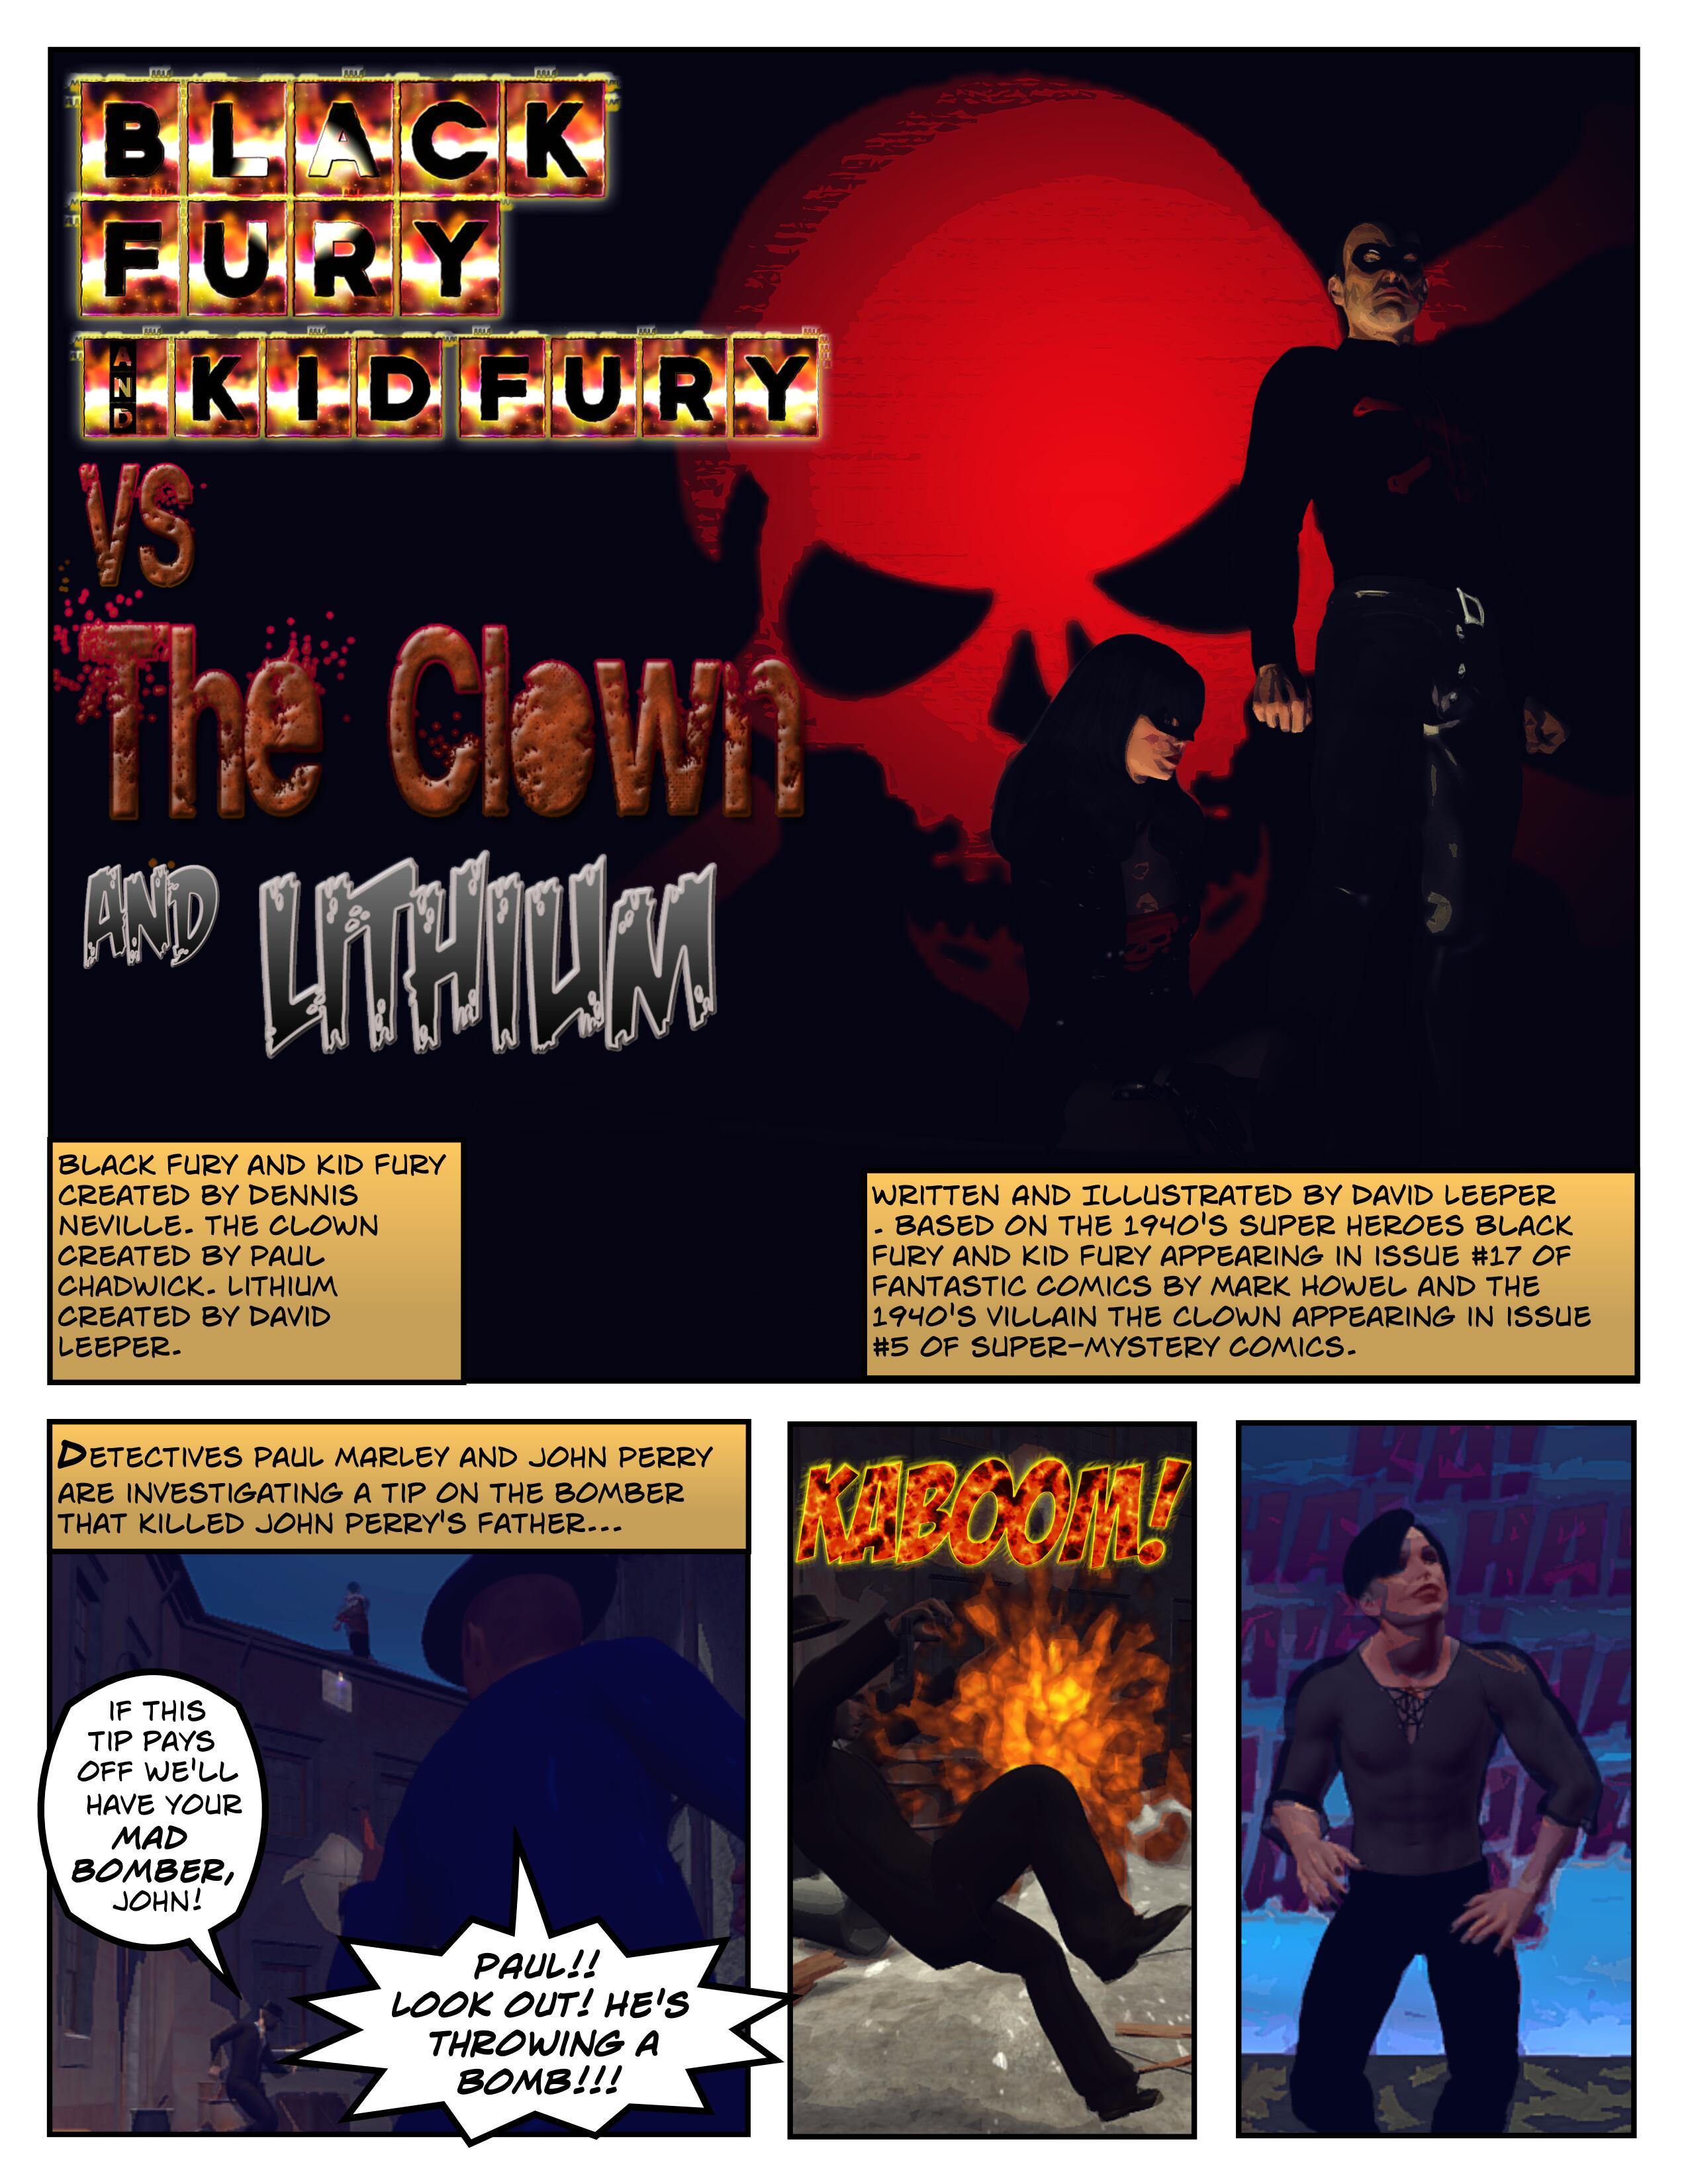 BLACK
FURY
AND KID FURY
VS
The Clown
AND LITHIUM
BLACK FURY AND KID FURY
CREATED BY DENNIS
NEVILLE. THE CLOWN
CREATED BY PAUL
CHADWICK. LITHIUM
CREATED BY DAVID
LEEPER.
WRITTEN AND ILLUSTRATED BY DAVID LEEPER
. BASED ON THE 1940'S SUPER HEROES BLACK
FURY AND KID FURY APPEARING IN ISSUE #17 OF
FANTASTIC COMICS BY MARK HOWEL AND THE
1940'S VILLAIN THE CLOWN APPEARING IN ISSUE
#5 OF SUPER-MYSTERY COMICS.
DETECTIVES PAUL MARLEY AND JOHN PERRY
ARE INVESTIGATING A TIP ON THE BOMBER
THAT KILLED JOHN PERRY'S FATHER...
IF THIS
TIP PAYS
OFF WE'LL
HAVE YOUR
MAD
BOMBER,
JOHN!
PAUL!!
LOOK OUT! HE'S
THROWING A
BOMB!!!
KABOOM!
HA!